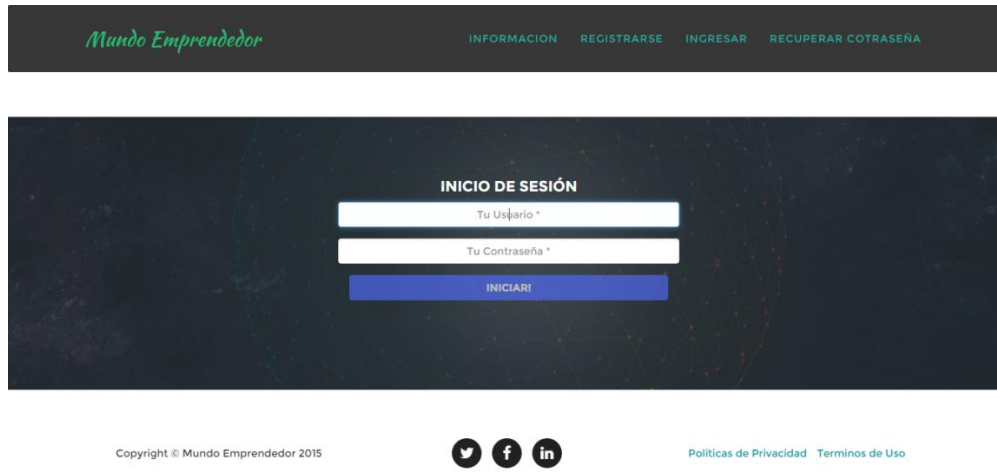 Mundo Emprendedor
INFORMACION REGISTRARSE INGRESAR RECUPERAR COTRASEÑA
INICIO DE SESIÓN
Tu Usuario *
Tu Contraseña *
INICIAR!
Copyright © Mundo Emprendedor 2015
Politicas de Privacidad Terminos de Uso